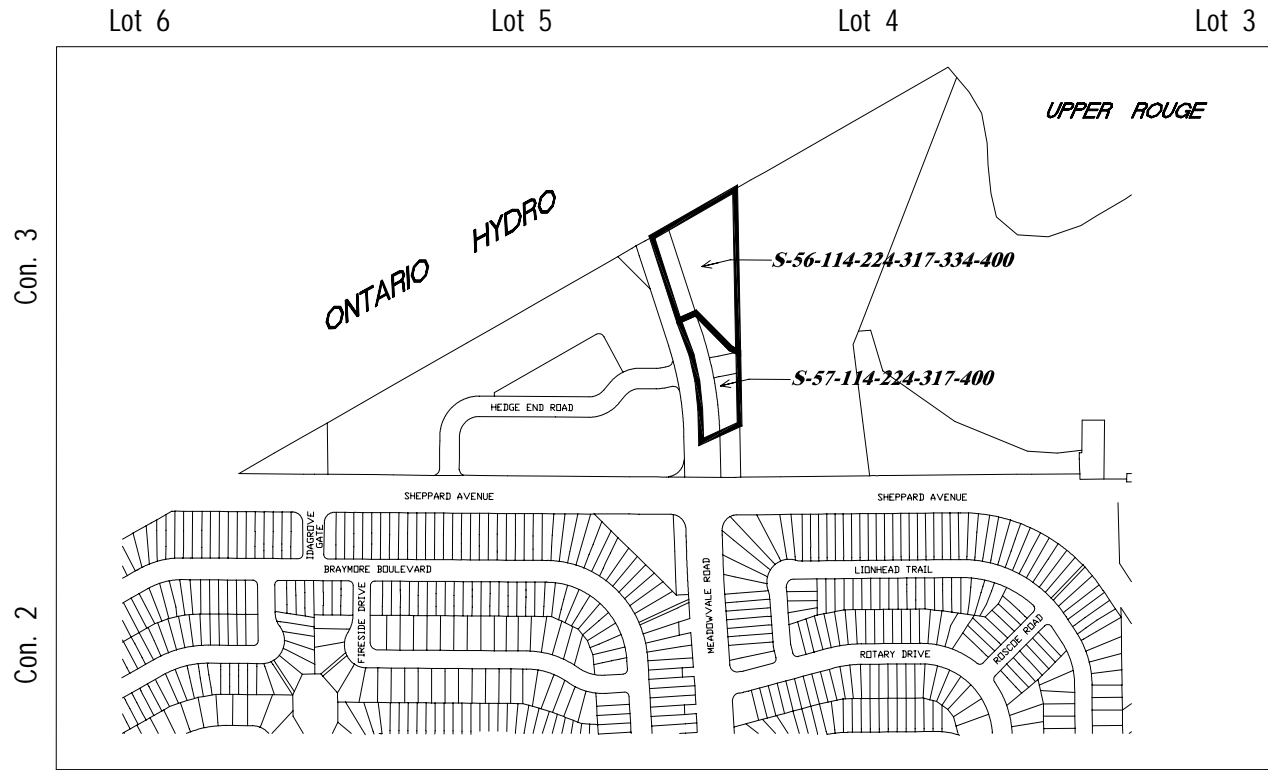 Lot 6
Lot 5
Lot 4
Lot 3
Con. 3
Con. 2
UPPER ROUGE
ONTARIO HYDRO
S-56-114-224-317-334-400
S-57-114-224-317-400
HEDGE END ROAD
SHEPPARD AVENUE
SHEPPARD AVENUE
IDAGROVE
GATE
BRAYMORE BOULEVARD
LIONHEAD TRAIL
FIRESIDE DRIVE
MEADOWVALE ROAD
ROSCOE ROAD
ROTARY DRIVE